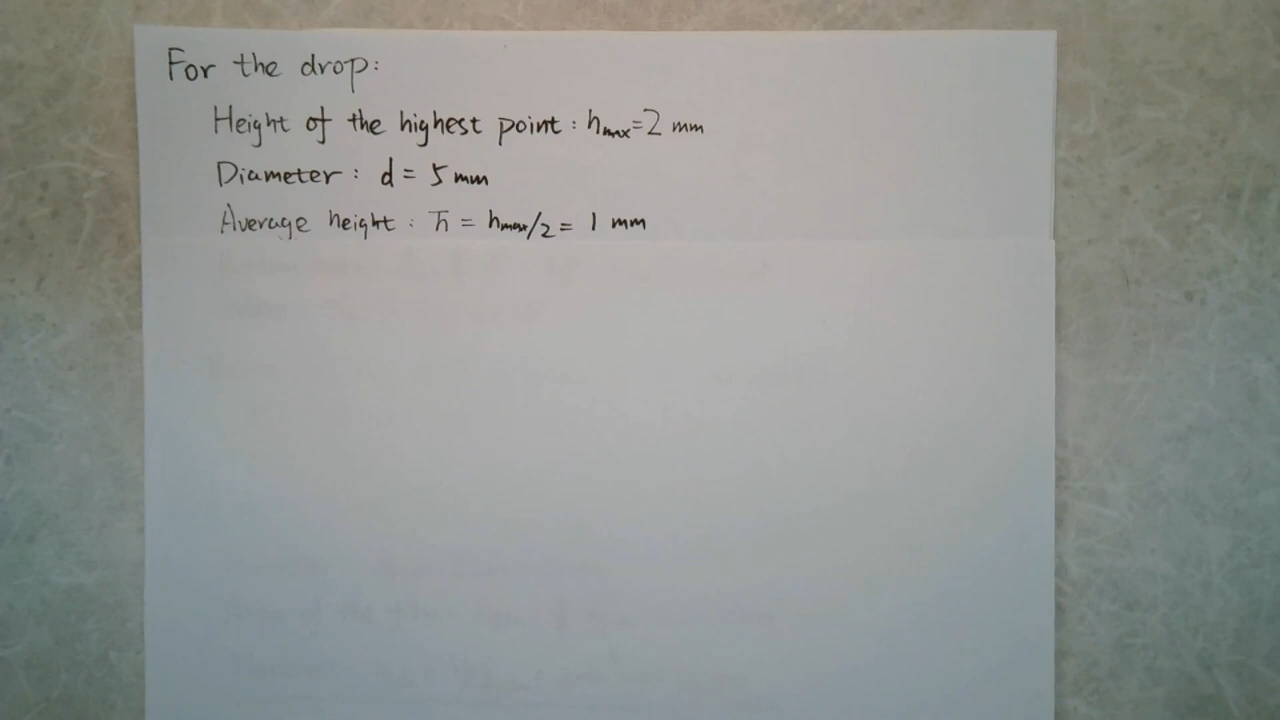 For the drop:
Height of the highest point: hmax=2 mm
Diameter: d = 5 mm
Average height: h̅ = hmax/2 = 1 mm